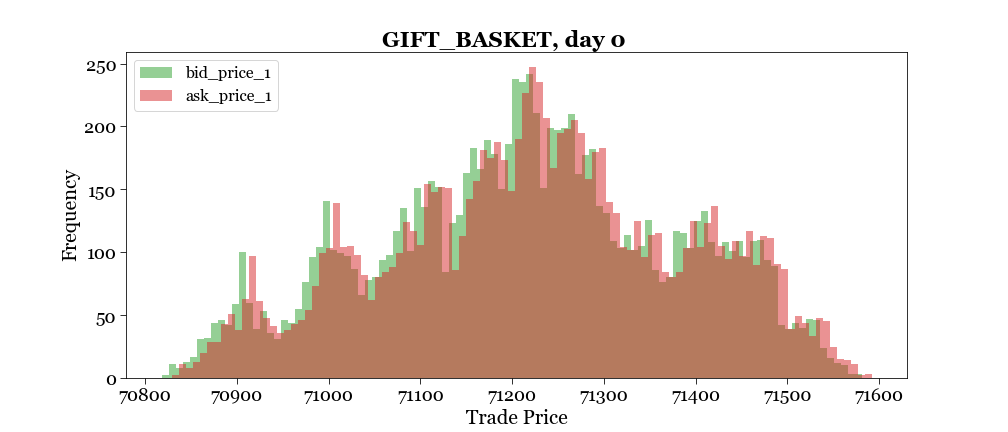 GIFT_BASKET, day 0
bid_price_1
ask_price_1
Frequency
250
200
150
100
50
0
70800 70900 71000 71100 71200 71300 71400 71500 71600
Trade Price